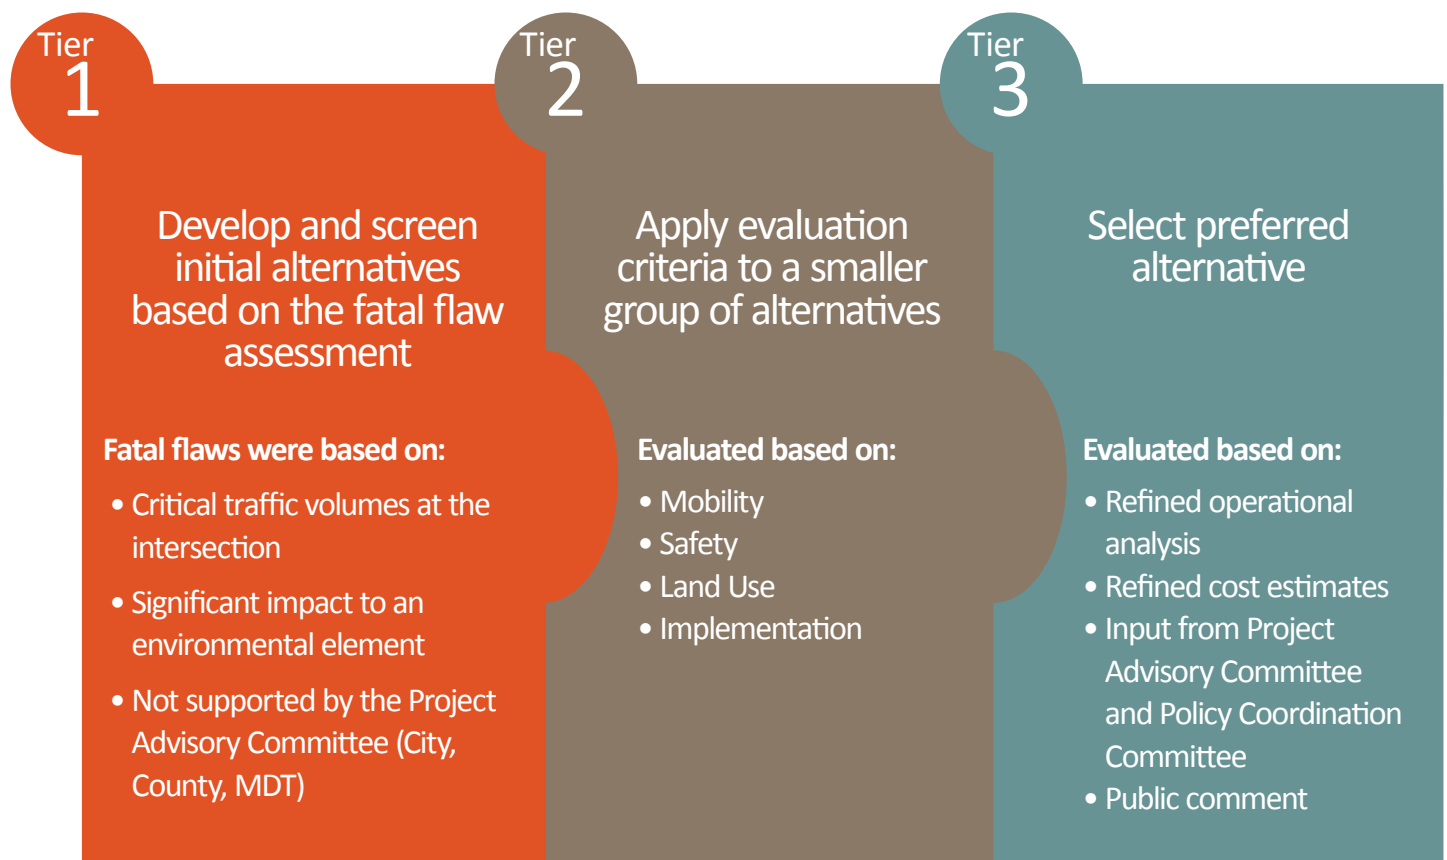 Tier
1
Develop and screen
initial alternatives
based on the fatal flaw
assessment
Fatal flaws were based on:
• Critical traffic volumes at the
intersection
• Significant impact to an
environmental element
• Not supported by the Project
Advisory Committee (City,
County, MDT)
Tier
2
Apply evaluation
criteria to a smaller
group of alternatives
Evaluated based on:
• Mobility
• Safety
• Land Use
• Implementation
Tier
3
Select preferred
alternative
Evaluated based on:
• Refined operational
analysis
• Refined cost estimates
• Input from Project
Advisory Committee
and Policy Coordination
Committee
• Public comment